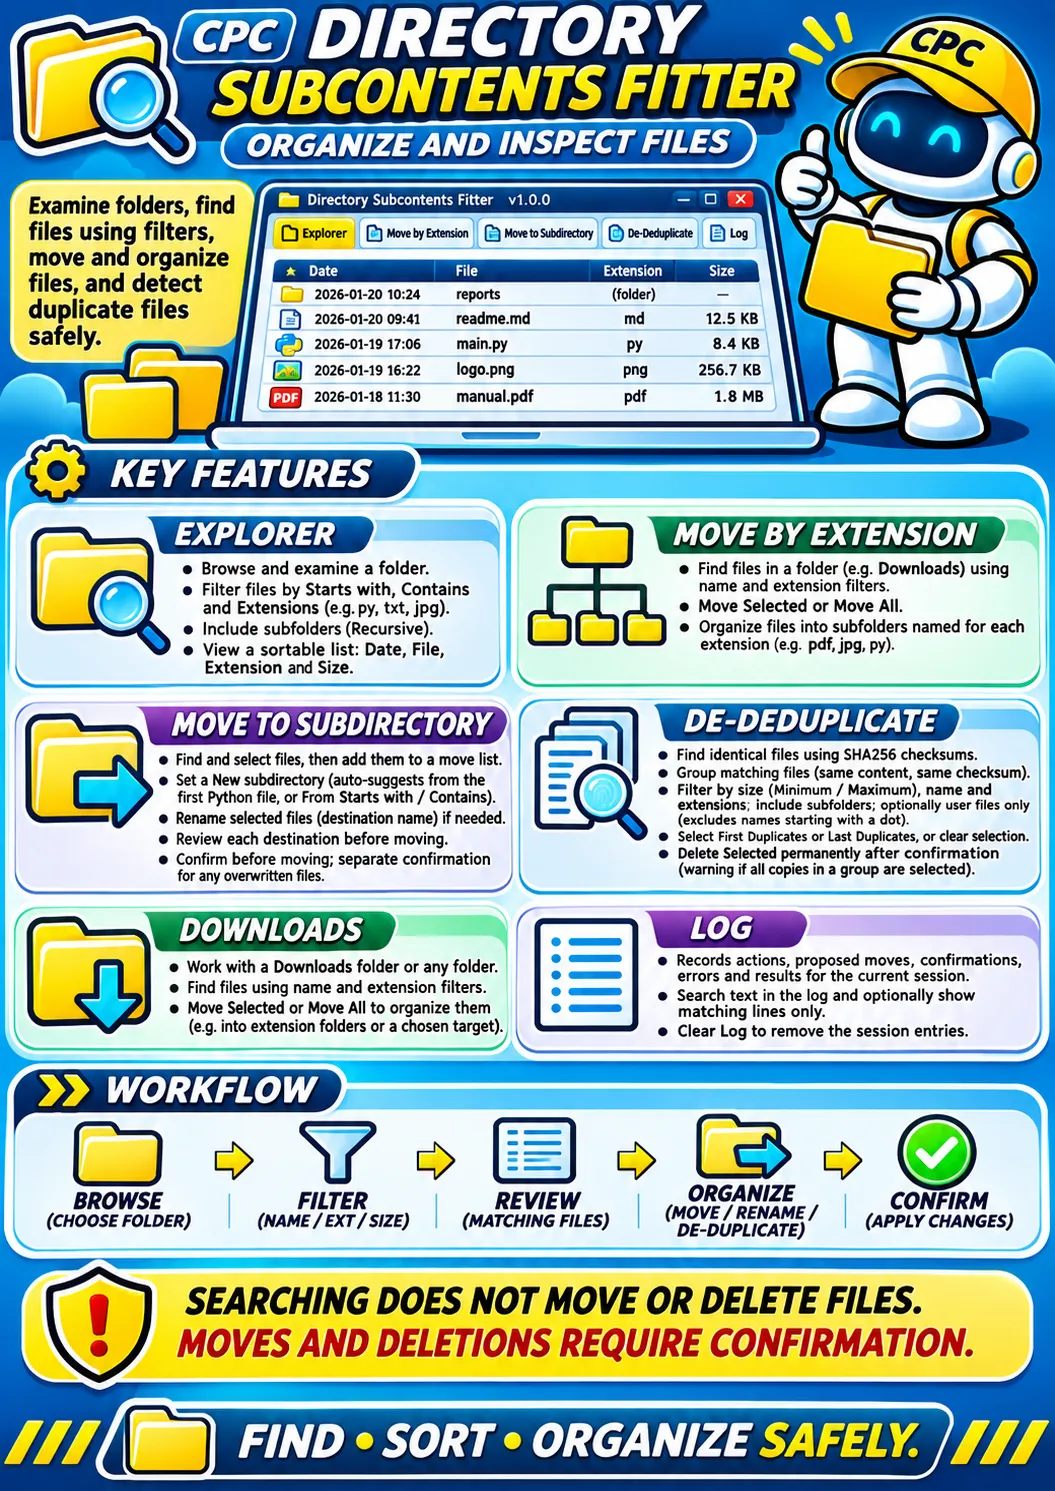 CPC DIRECTORY
SUBCONTENTS FITTER
ORGANIZE AND INSPECT FILES
CPC
Examine folders, find
files using filters,
move and organize
files, and detect
duplicate files
safely.
Directory Subcontents Fitter v1.0.0
Explorer Move by Extension Move to Subdirectory De-Deduplicate Log
Date File Extension Size
2026-01-20 10:24 reports (folder) —
2026-01-20 09:41 readme.md md 12.5 KB
2026-01-19 17:06 main.py py 8.4 KB
2026-01-19 16:22 logo.png png 256.7 KB
PDF 2026-01-18 11:30 manual.pdf pdf 1.8 MB
KEY FEATURES
EXPLORER
• Browse and examine a folder.
• Filter files by Starts with, Contains
and Extensions (e.g. py, txt, jpg).
• Include subfolders (Recursive).
• View a sortable list: Date, File,
Extension and Size.
MOVE BY EXTENSION
• Find files in a folder (e.g. Downloads) using
name and extension filters.
• Move Selected or Move All.
• Organize files into subfolders named for each
extension (e.g. pdf, jpg, py).
MOVE TO SUBDIRECTORY
• Find and select files, then add them to a move list.
• Set a New subdirectory (auto-suggests from the
first Python file, or From Starts with / Contains).
• Rename selected files (destination name) if needed.
• Review each destination before moving.
• Confirm before moving; separate confirmation
for any overwritten files.
DE-DEDUPLICATE
• Find identical files using SHA256 checksums.
• Group matching files (same content, same checksum).
• Filter by size (Minimum / Maximum), name and
extensions; include subfolders; optionally user files only
(excludes names starting with a dot).
• Select First Duplicates or Last Duplicates, or clear selection.
• Delete Selected permanently after confirmation
(warning if all copies in a group are selected).
DOWNLOADS
• Work with a Downloads folder or any folder.
• Find files using name and extension filters.
• Move Selected or Move All to organize them
(e.g. into extension folders or a chosen target).
LOG
• Records actions, proposed moves, confirmations,
errors and results for the current session.
• Search text in the log and optionally show
matching lines only.
• Clear Log to remove the session entries.
WORKFLOW
BROWSE
(CHOOSE FOLDER)
FILTER
(NAME / EXT / SIZE)
REVIEW
(MATCHING FILES)
ORGANIZE
(MOVE / RENAME /
DE-DUPLICATE)
CONFIRM
(APPLY CHANGES)
SEARCHING DOES NOT MOVE OR DELETE FILES.
MOVES AND DELETIONS REQUIRE CONFIRMATION.
FIND • SORT • ORGANIZE SAFELY.